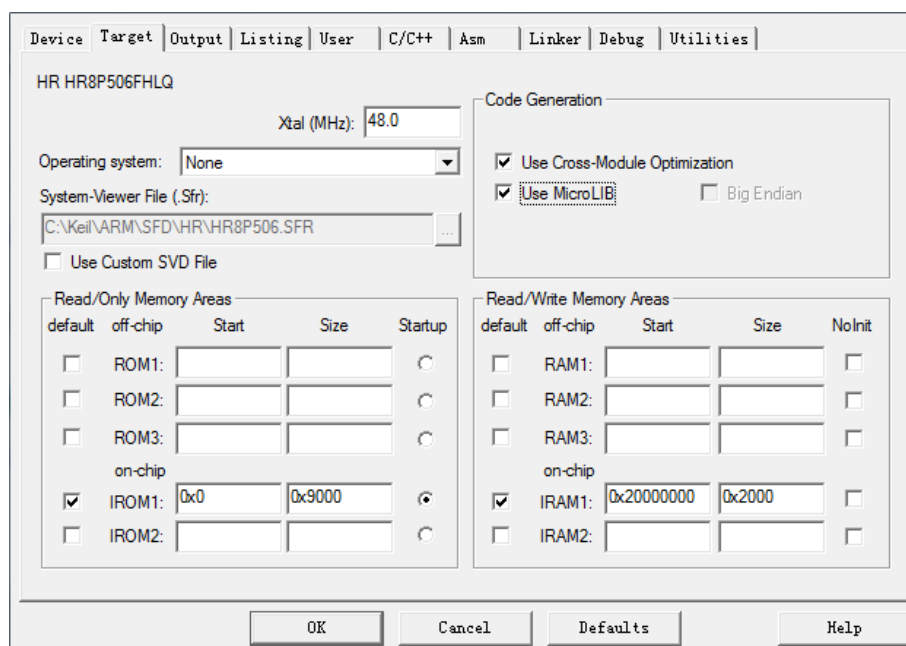 Device Target Output Listing User C/C++ Asm Linker Debug Utilities
HR HR8P506FHLQ
Xtal (MHz): 48.0
Operating system: None
System-Viewer File (.Sfr):
C:\Keil\ARM\SFD\HR\HR8P506.SFR ...
Use Custom SVD File
Code Generation
Use Cross-Module Optimization
Use MicroLIB Big Endian
Read/Only Memory Areas
default off-chip Start Size Startup
ROM1:
ROM2:
ROM3:
on-chip
IROM1: 0x0 0x9000
IROM2:
Read/Write Memory Areas
default off-chip Start Size NoInit
RAM1:
RAM2:
RAM3:
on-chip
IRAM1: 0x20000000 0x2000
IRAM2:
OK Cancel Defaults Help